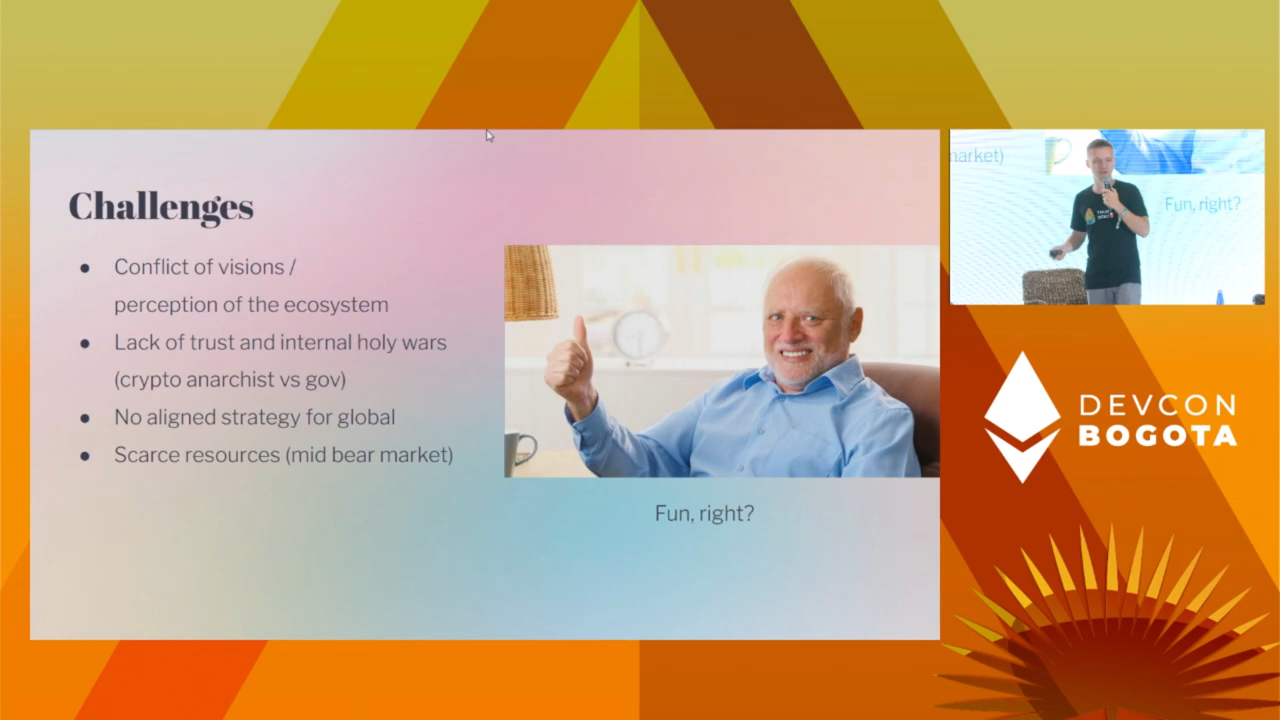 Challenges
● Conflict of visions /
perception of the ecosystem
● Lack of trust and internal holy wars
(crypto anarchist vs gov)
● No aligned strategy for global
● Scarce resources (mid bear market)
Fun, right?
market)
Fun, right?
DEVCON
BOGOTA